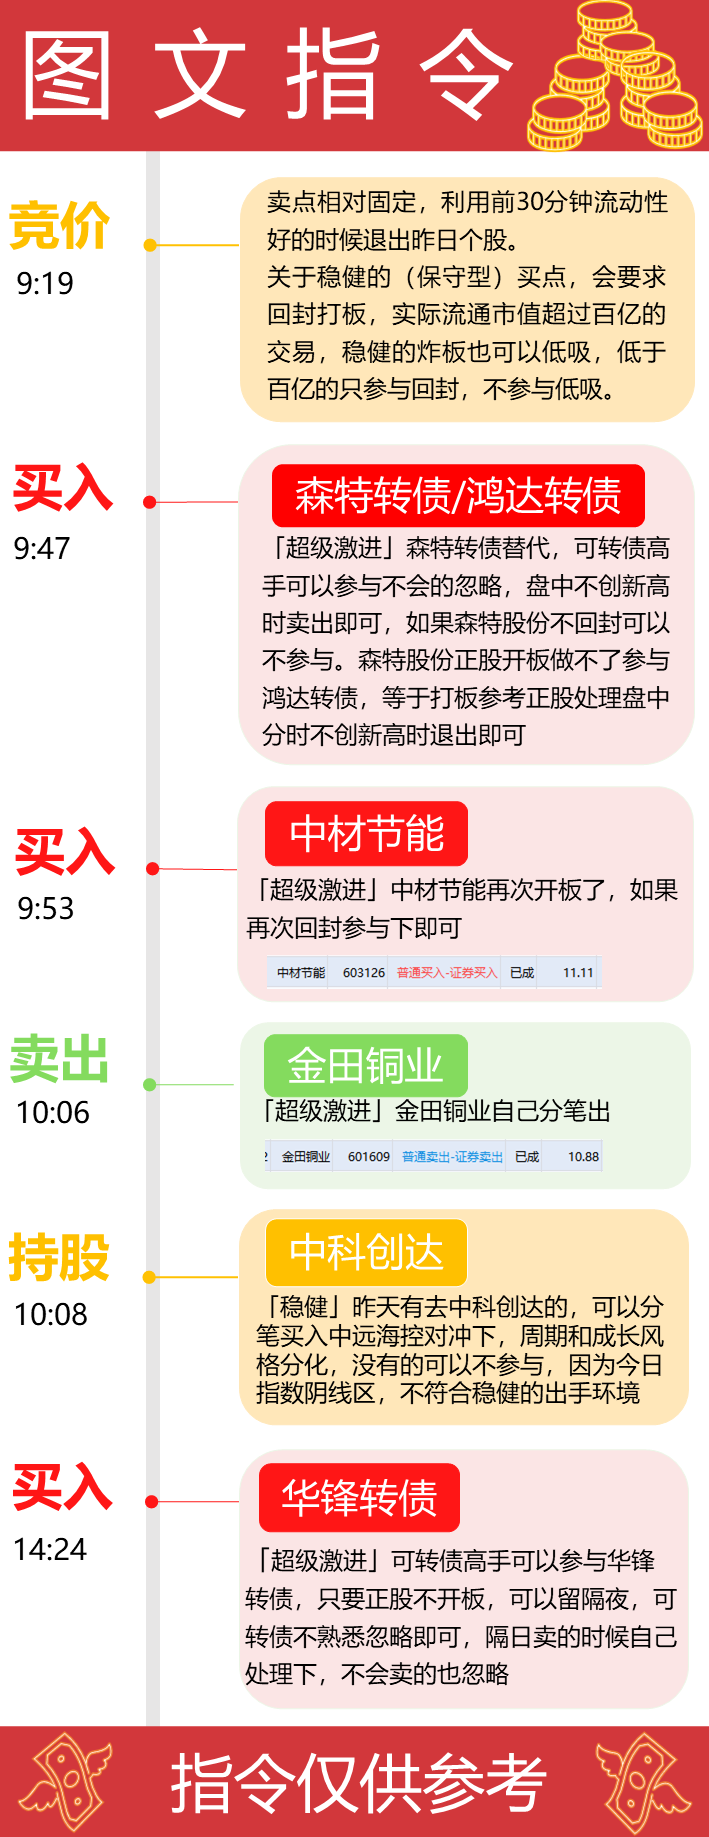 图文指令
竞价
9:19
卖点相对固定，利用前30分钟流动性
好的时候退出昨日个股。
关于稳健的（保守型）买点，会要求
回封打板，实际流通市值超过百亿的
交易，稳健的炸板也可以低吸，低于
百亿的只参与回封，不参与低吸。
买入
9:47
森特转债/鸿达转债
「超级激进」森特转债替代，可转债高
手可以参与不会的忽略，盘中不创新高
时卖出即可，如果森特股份不回封可以
不参与。森特股份正股开板做不了参与
鸿达转债，等于打板参考正股处理盘中
分时不创新高时退出即可
买入
9:53
中材节能
「超级激进」中材节能再次开板了，如果
再次回封参与下即可
中材节能 603126 普通买入-证券买入 已成 11.11
卖出
10:06
金田铜业
「超级激进」金田铜业自己分笔出
金田铜业 601609 普通卖出-证券卖出 已成 10.88
持股
10:08
中科创达
「稳健」昨天有去中科创达的，可以分
笔买入中远海控对冲下，周期和成长风
格分化，没有的可以不参与，因为今日
指数阴线区，不符合稳健的出手环境
买入
14:24
华锋转债
「超级激进」可转债高手可以参与华锋
转债，只要正股不开板，可以留隔夜，可
转债不熟悉忽略即可，隔日卖的时候自己
处理下，不会卖的也忽略
指令仅供参考